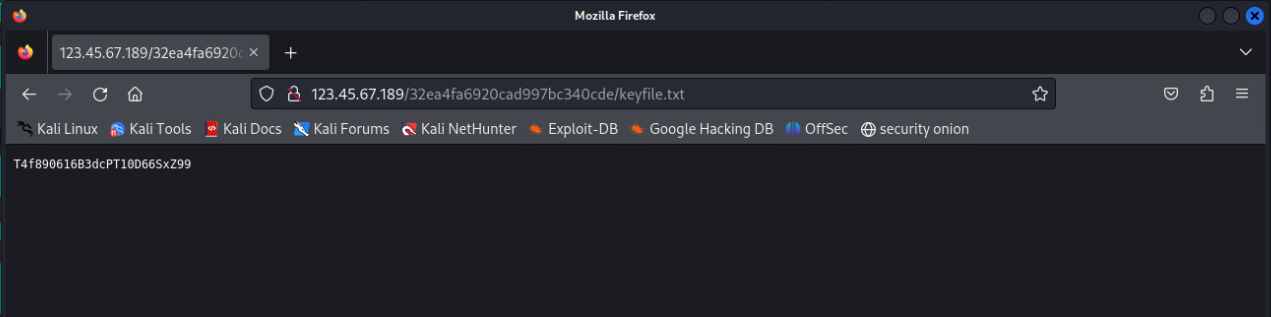 Mozilla Firefox
123.45.67.189/32ea4fa6920c
123.45.67.189/32ea4fa6920cad997bc340cde/keyfile.txt
Kali Linux Kali Tools Kali Docs Kali Forums Kali NetHunter Exploit-DB Google Hacking DB OffSec security onion
T4f890616B3dcPT10D66SxZ99